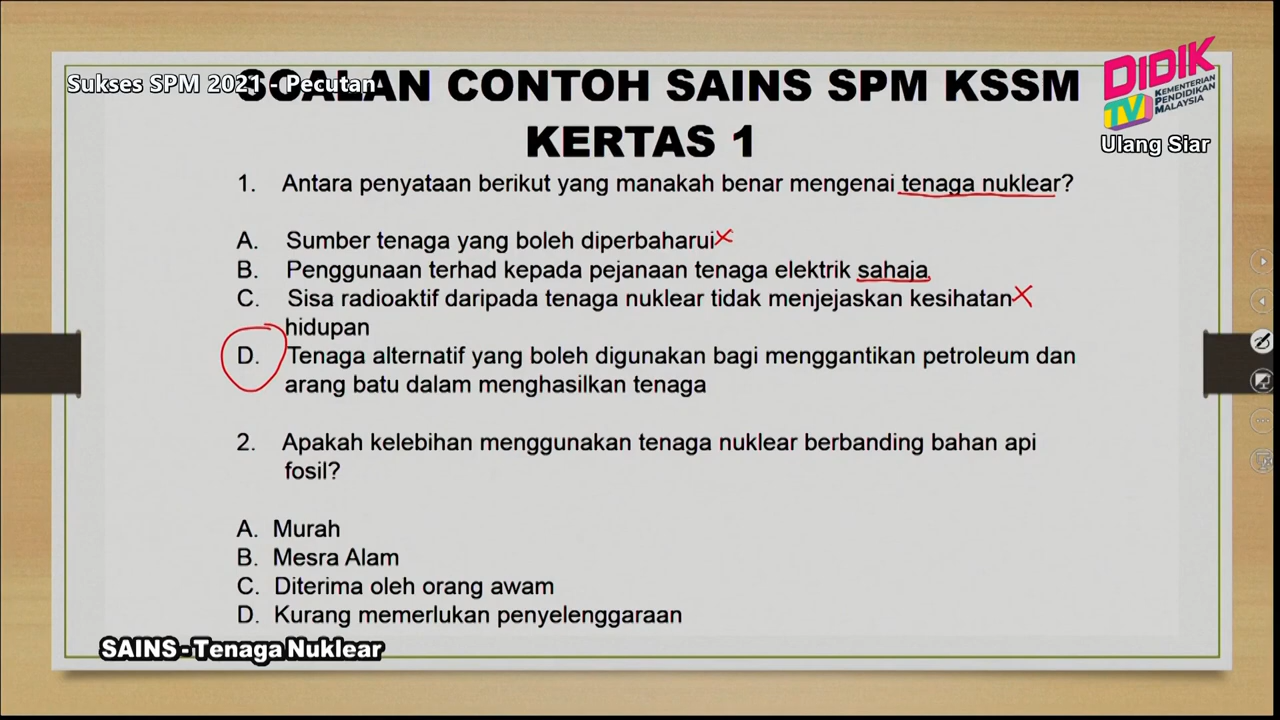 Sukses SPM 2021 - Pecutan
SOALAN CONTOH SAINS SPM KSSM
KERTAS 1
DIDIK
TV
KEMENTERIAN
PENDIDIKAN
MALAYSIA
Ulang Siar
1. Antara penyataan berikut yang manakah benar mengenai tenaga nuklear?
A. Sumber tenaga yang boleh diperbaharui
B. Penggunaan terhad kepada pejanaan tenaga elektrik sahaja
C. Sisa radioaktif daripada tenaga nuklear tidak menjejaskan kesihatan
hidupan
D. Tenaga alternatif yang boleh digunakan bagi menggantikan petroleum dan
arang batu dalam menghasilkan tenaga
2. Apakah kelebihan menggunakan tenaga nuklear berbanding bahan api
fosil?
A. Murah
B. Mesra Alam
C. Diterima oleh orang awam
D. Kurang memerlukan penyelenggaraan
SAINS - Tenaga Nuklear